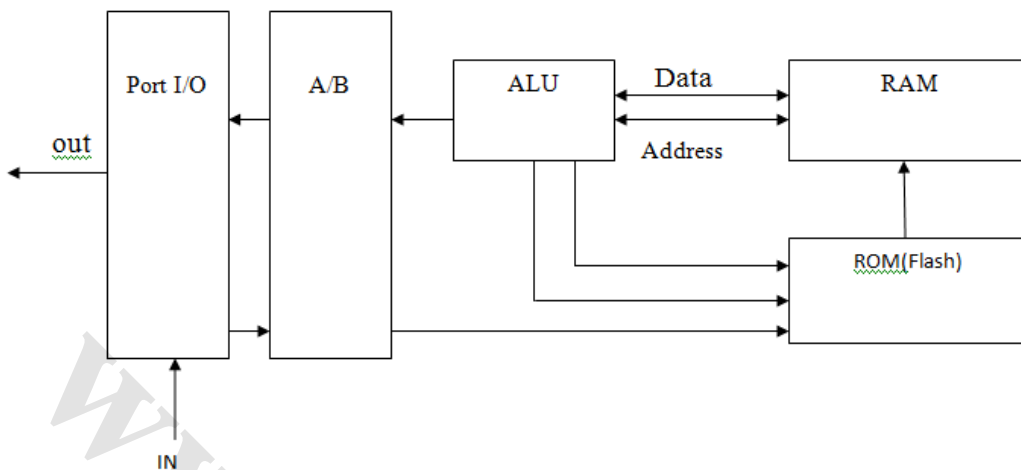 Port I/O
A/B
ALU
Data
RAM
out
Address
ROM(Flash)
IN